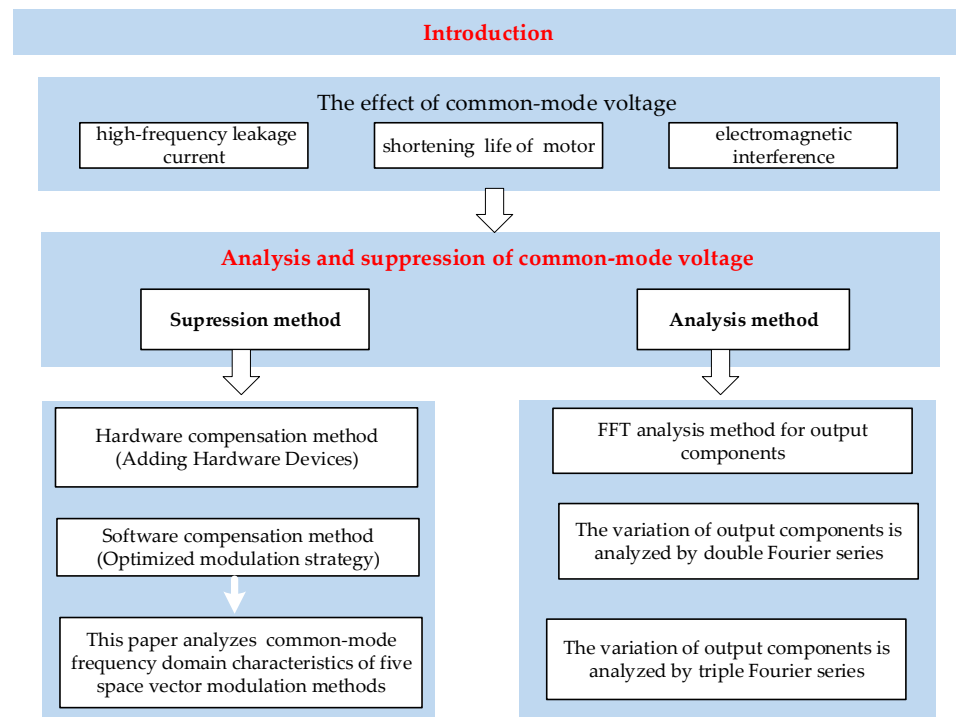 Introduction
The effect of common-mode voltage
high-frequency leakage
current
shortening life of motor
electromagnetic
interference
Analysis and suppression of common-mode voltage
Supression method
Analysis method
Hardware compensation method
(Adding Hardware Devices)
Software compensation method
(Optimized modulation strategy)
This paper analyzes common-mode
frequency domain characteristics of five
space vector modulation methods
FFT analysis method for output
components
The variation of output components is
analyzed by double Fourier series
The variation of output components is
analyzed by triple Fourier series